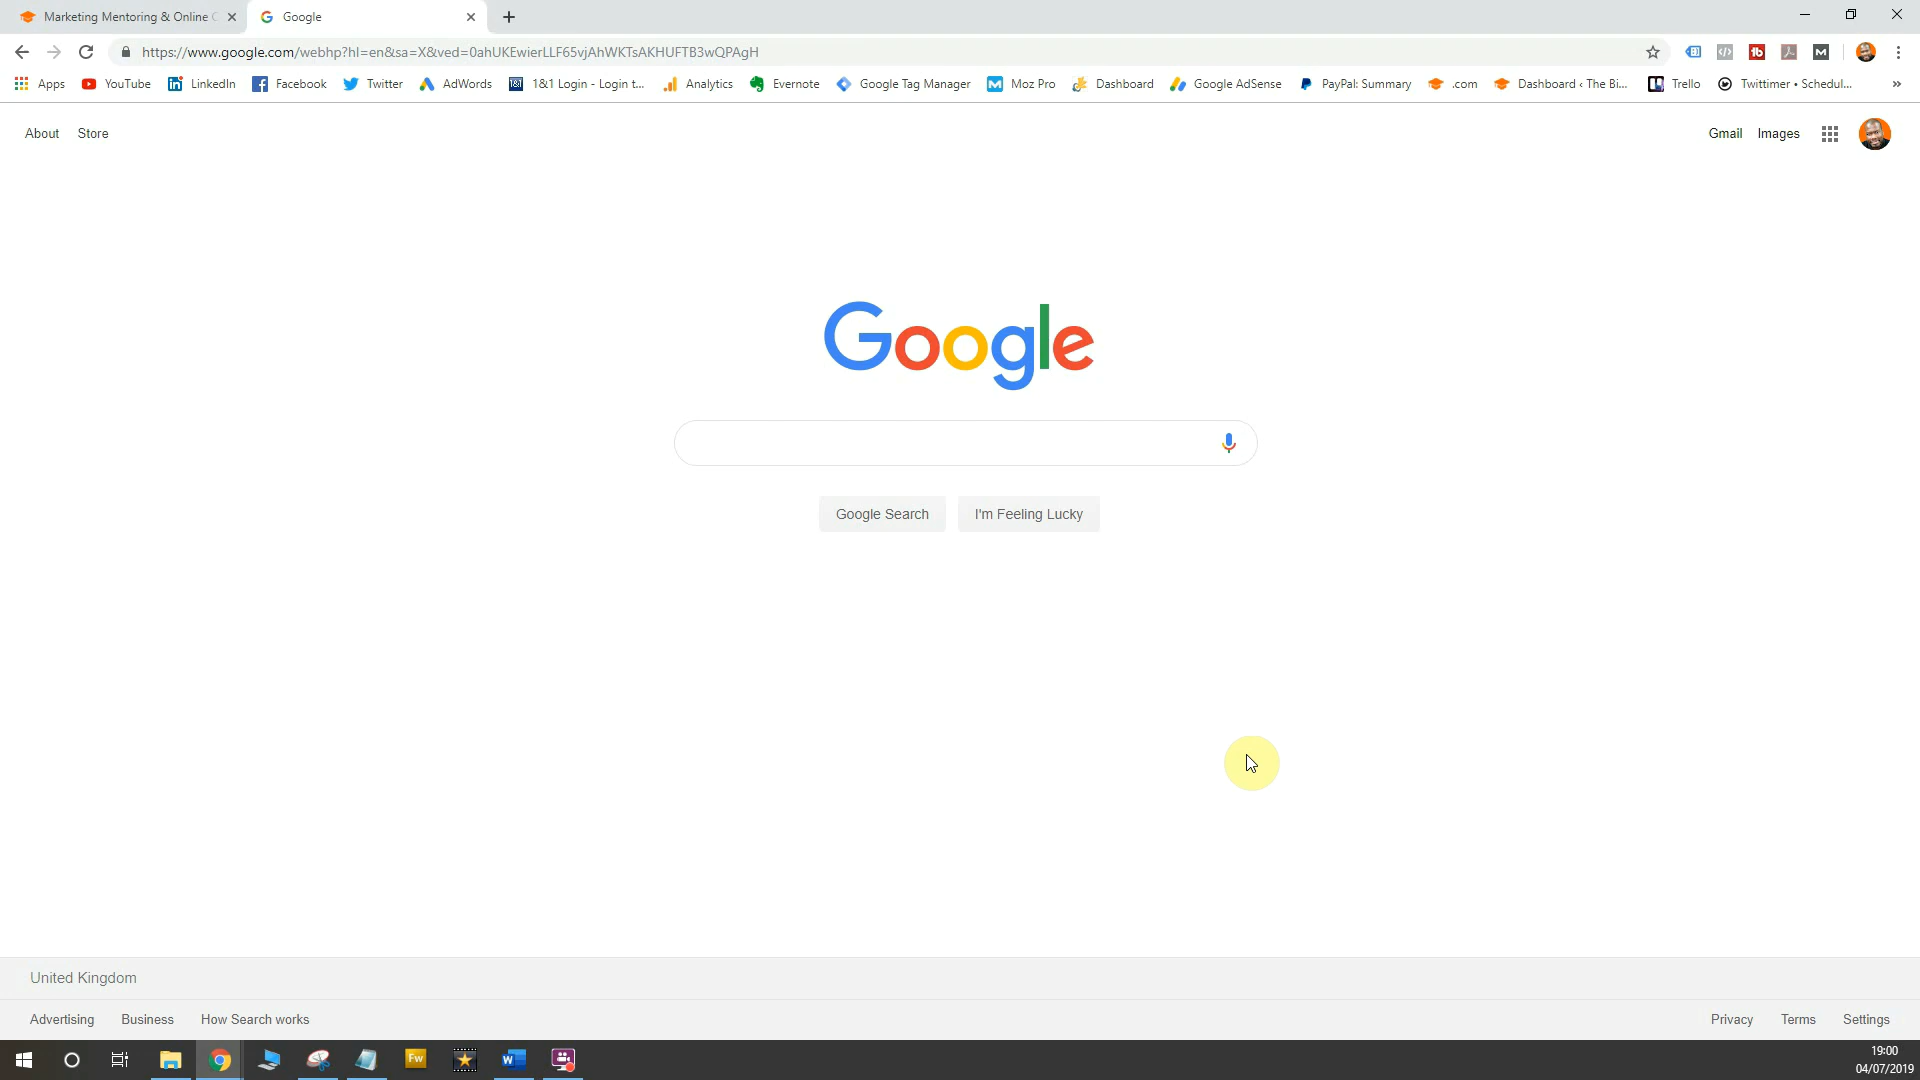 Marketing Mentoring & Online
Google
https://www.google.com/webhp?hl=en&sa=X&ved=0ahUKEwierLLF65vjAhWKTsAKHUFTB3wQPAgH
Apps YouTube LinkedIn Facebook Twitter AdWords 1&1 Login - Login t... Analytics Evernote Google Tag Manager Moz Pro Dashboard Google AdSense PayPal: Summary .com Dashboard ‹ The Bi... Trello Twittimer • Schedul... »
About Store Gmail Images
Google
Google Search I'm Feeling Lucky
United Kingdom
Advertising Business How Search works Privacy Terms Settings
Fw
19:00
04/07/2019